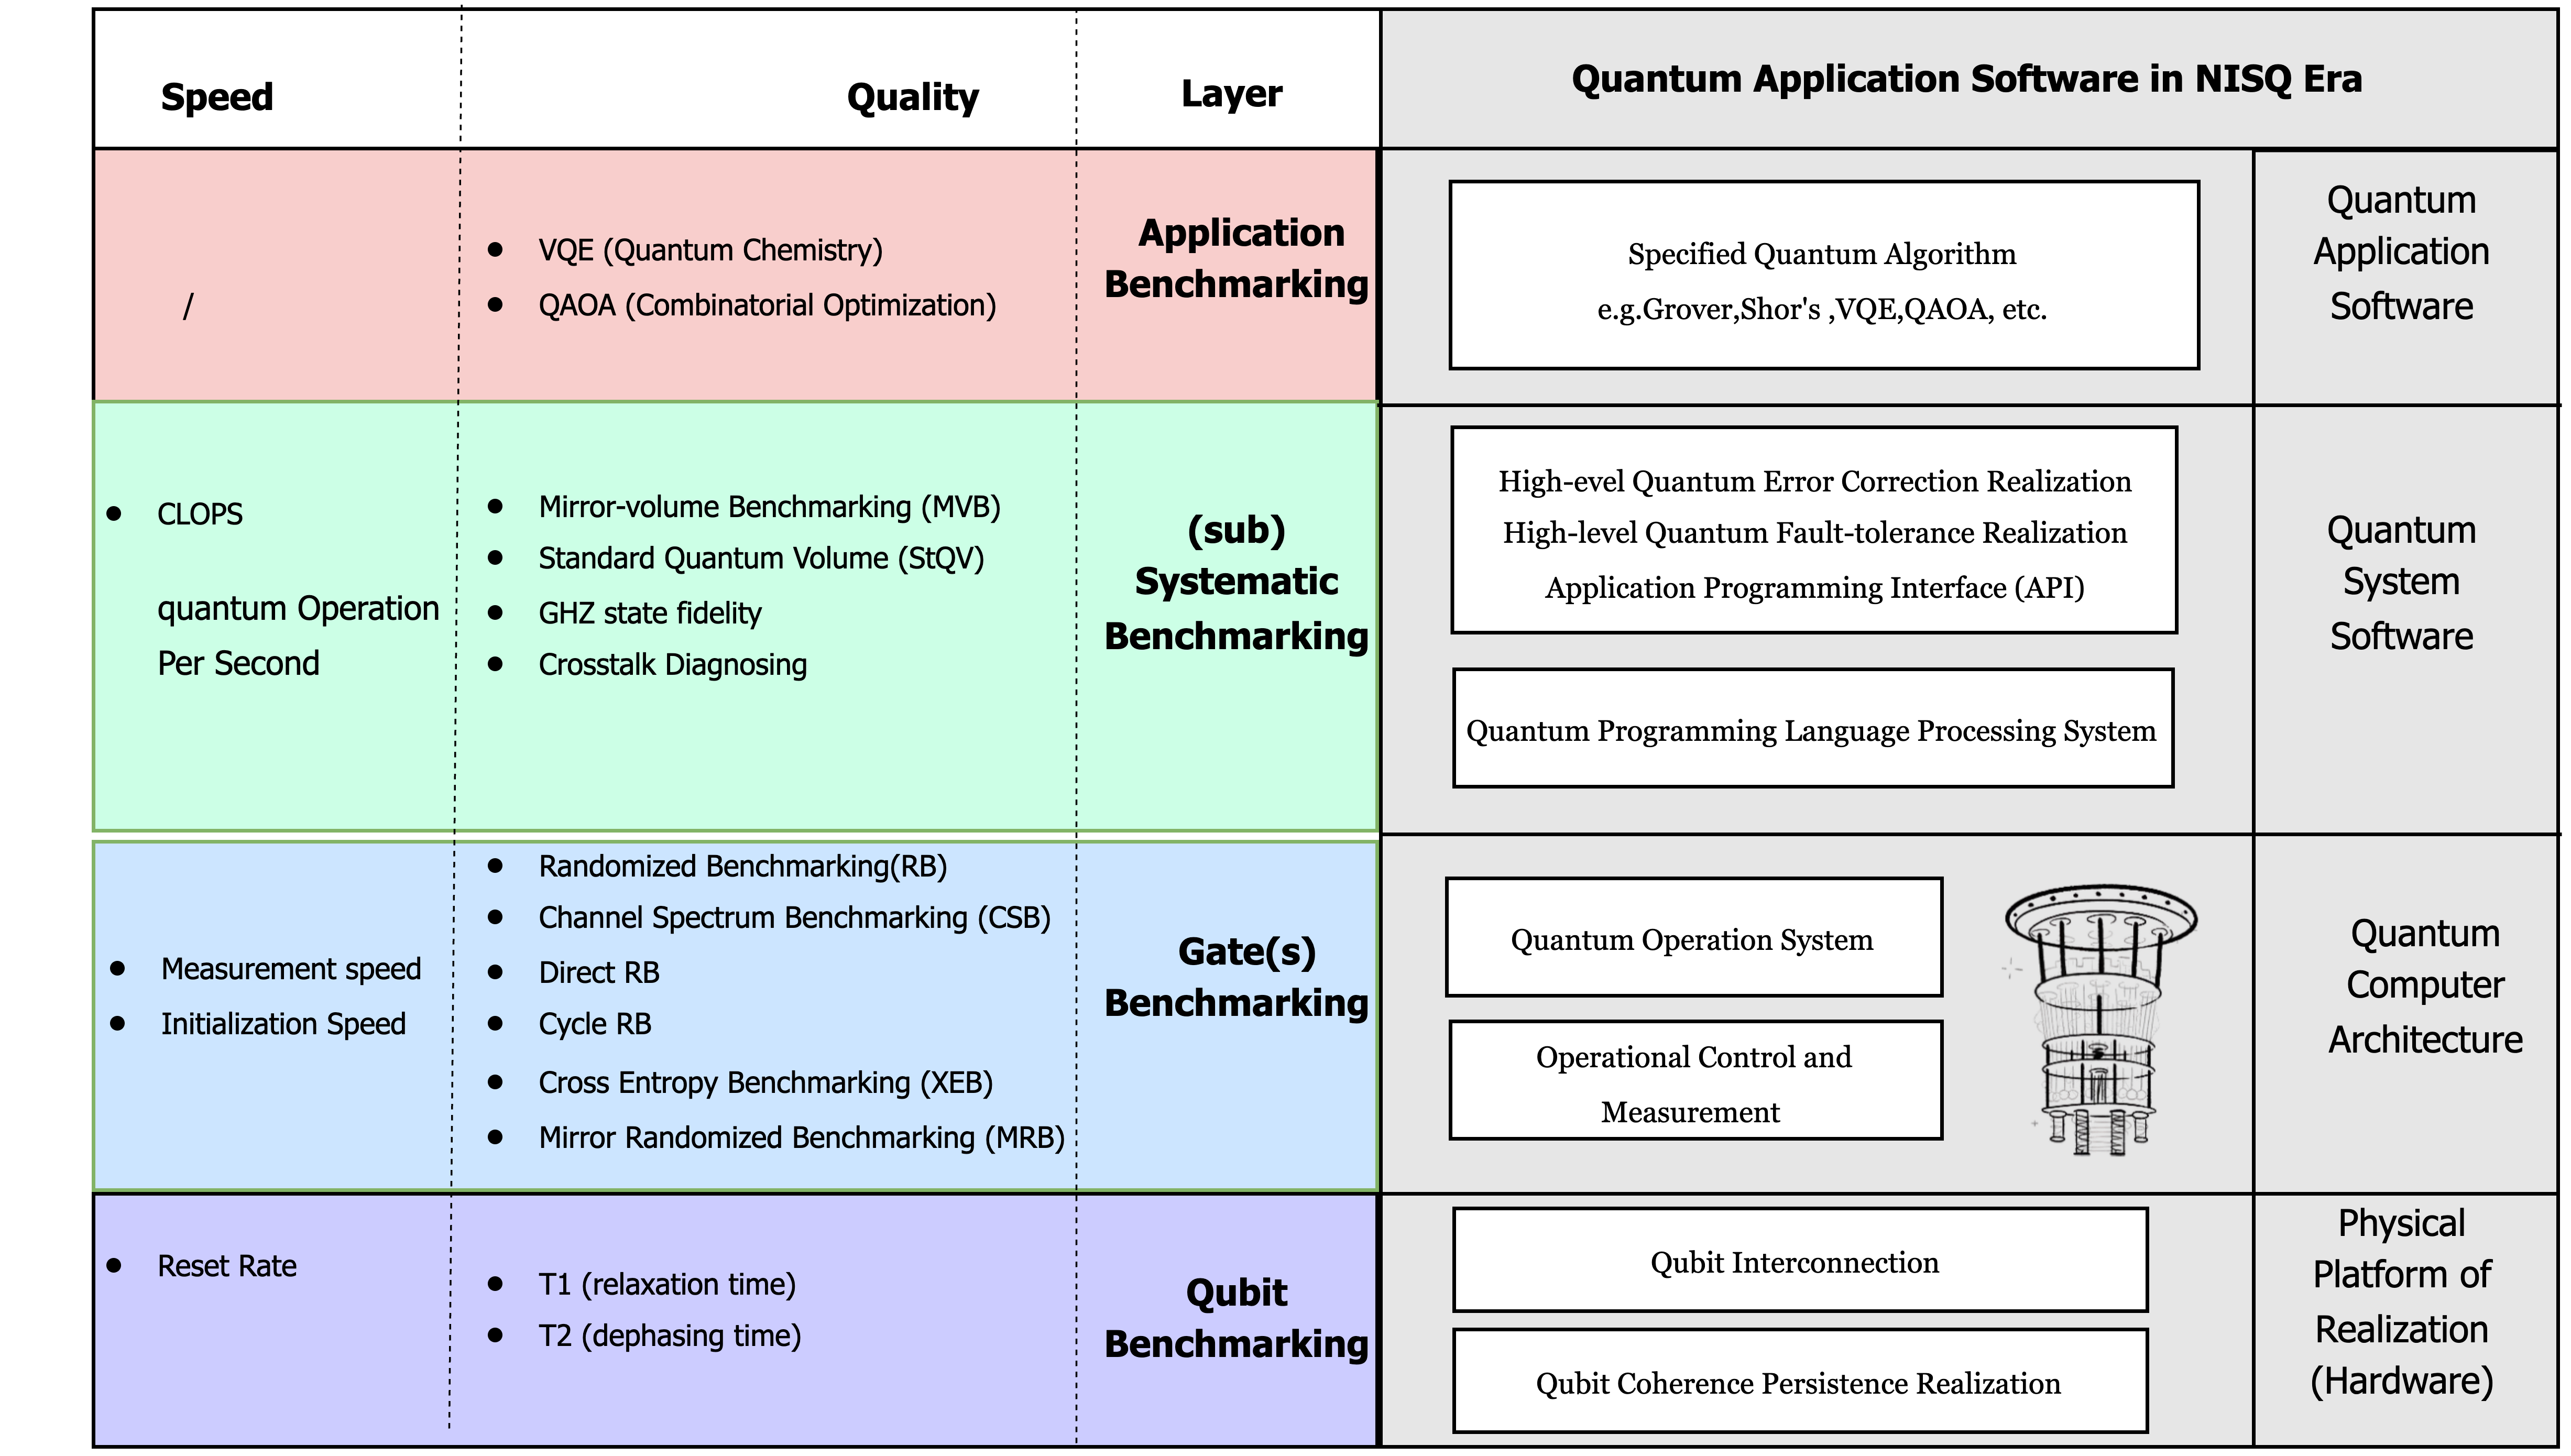 Speed
Quality
Layer
Quantum Application Software in NISQ Era
/
VQE (Quantum Chemistry)
QAOA (Combinatorial Optimization)
Application
Benchmarking
Specified Quantum Algorithm
e.g.Grover,Shor's ,VQE,QAOA, etc.
Quantum
Application
Software
CLOPS
quantum Operation
Per Second
Mirror-volume Benchmarking (MVB)
Standard Quantum Volume (StQV)
GHZ state fidelity
Crosstalk Diagnosing
(sub)
Systematic
Benchmarking
High-evel Quantum Error Correction Realization
High-level Quantum Fault-tolerance Realization
Application Programming Interface (API)
Quantum Programming Language Processing System
Quantum
System
Software
Measurement speed
Initialization Speed
Randomized Benchmarking(RB)
Channel Spectrum Benchmarking (CSB)
Direct RB
Cycle RB
Cross Entropy Benchmarking (XEB)
Mirror Randomized Benchmarking (MRB)
Gate(s)
Benchmarking
Quantum Operation System
Operational Control and
Measurement
Quantum
Computer
Architecture
Reset Rate
T1 (relaxation time)
T2 (dephasing time)
Qubit
Benchmarking
Qubit Interconnection
Qubit Coherence Persistence Realization
Physical
Platform of
Realization
(Hardware)